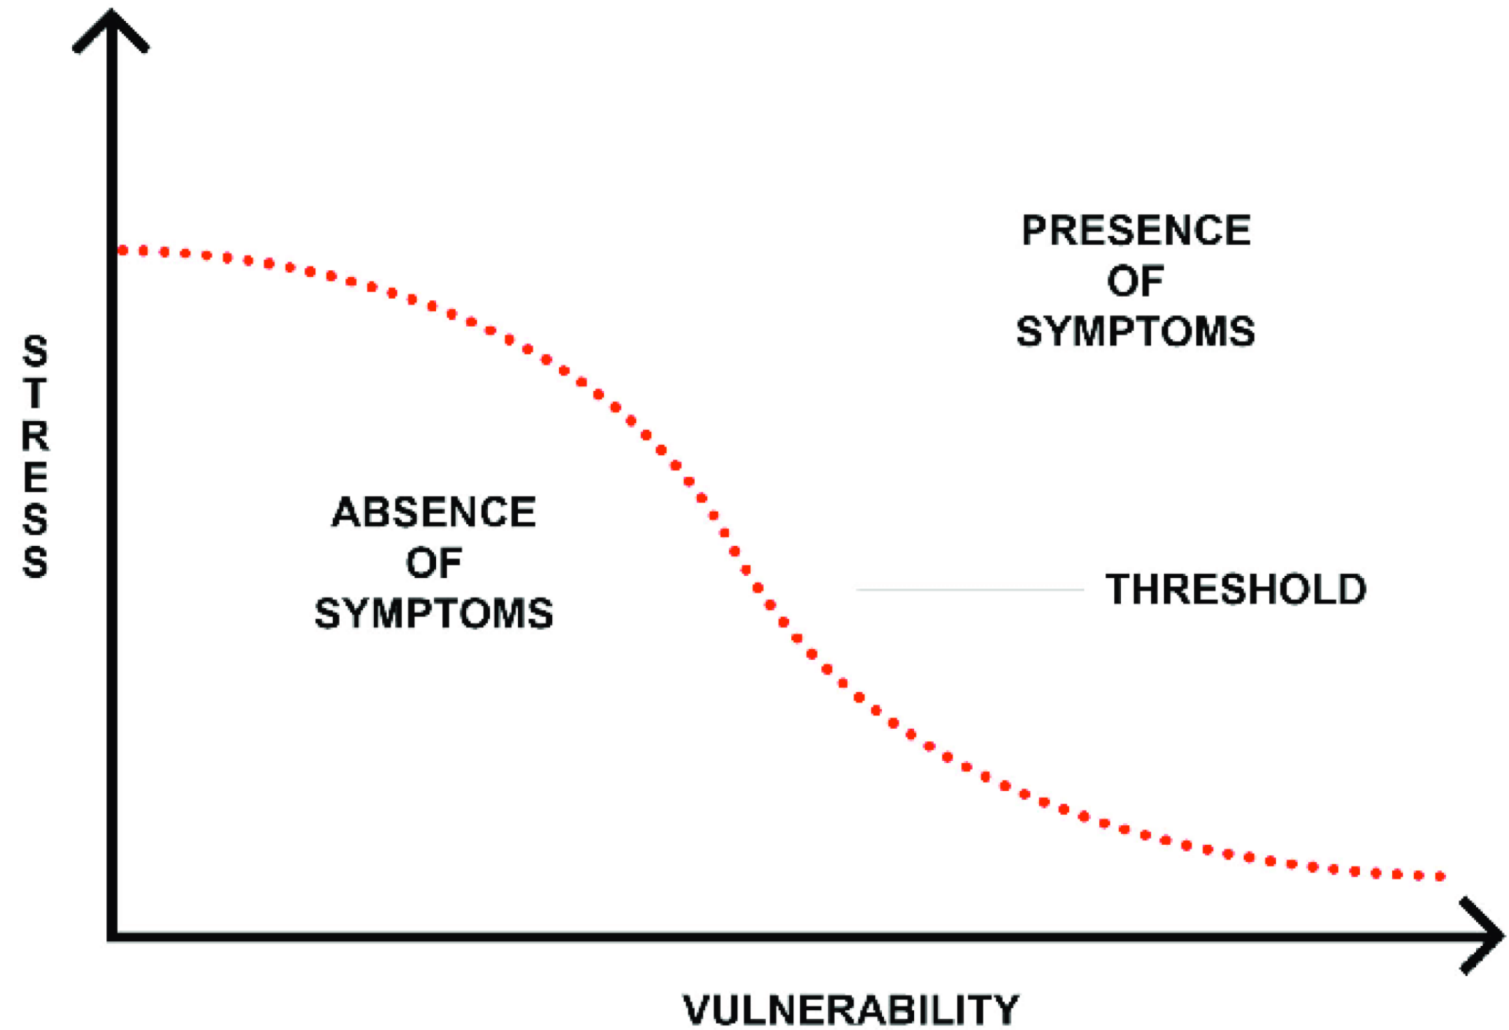 PRESENCE
OF
SYMPTOMS
STRESS
ABSENCE
OF
SYMPTOMS
THRESHOLD
VULNERABILITY